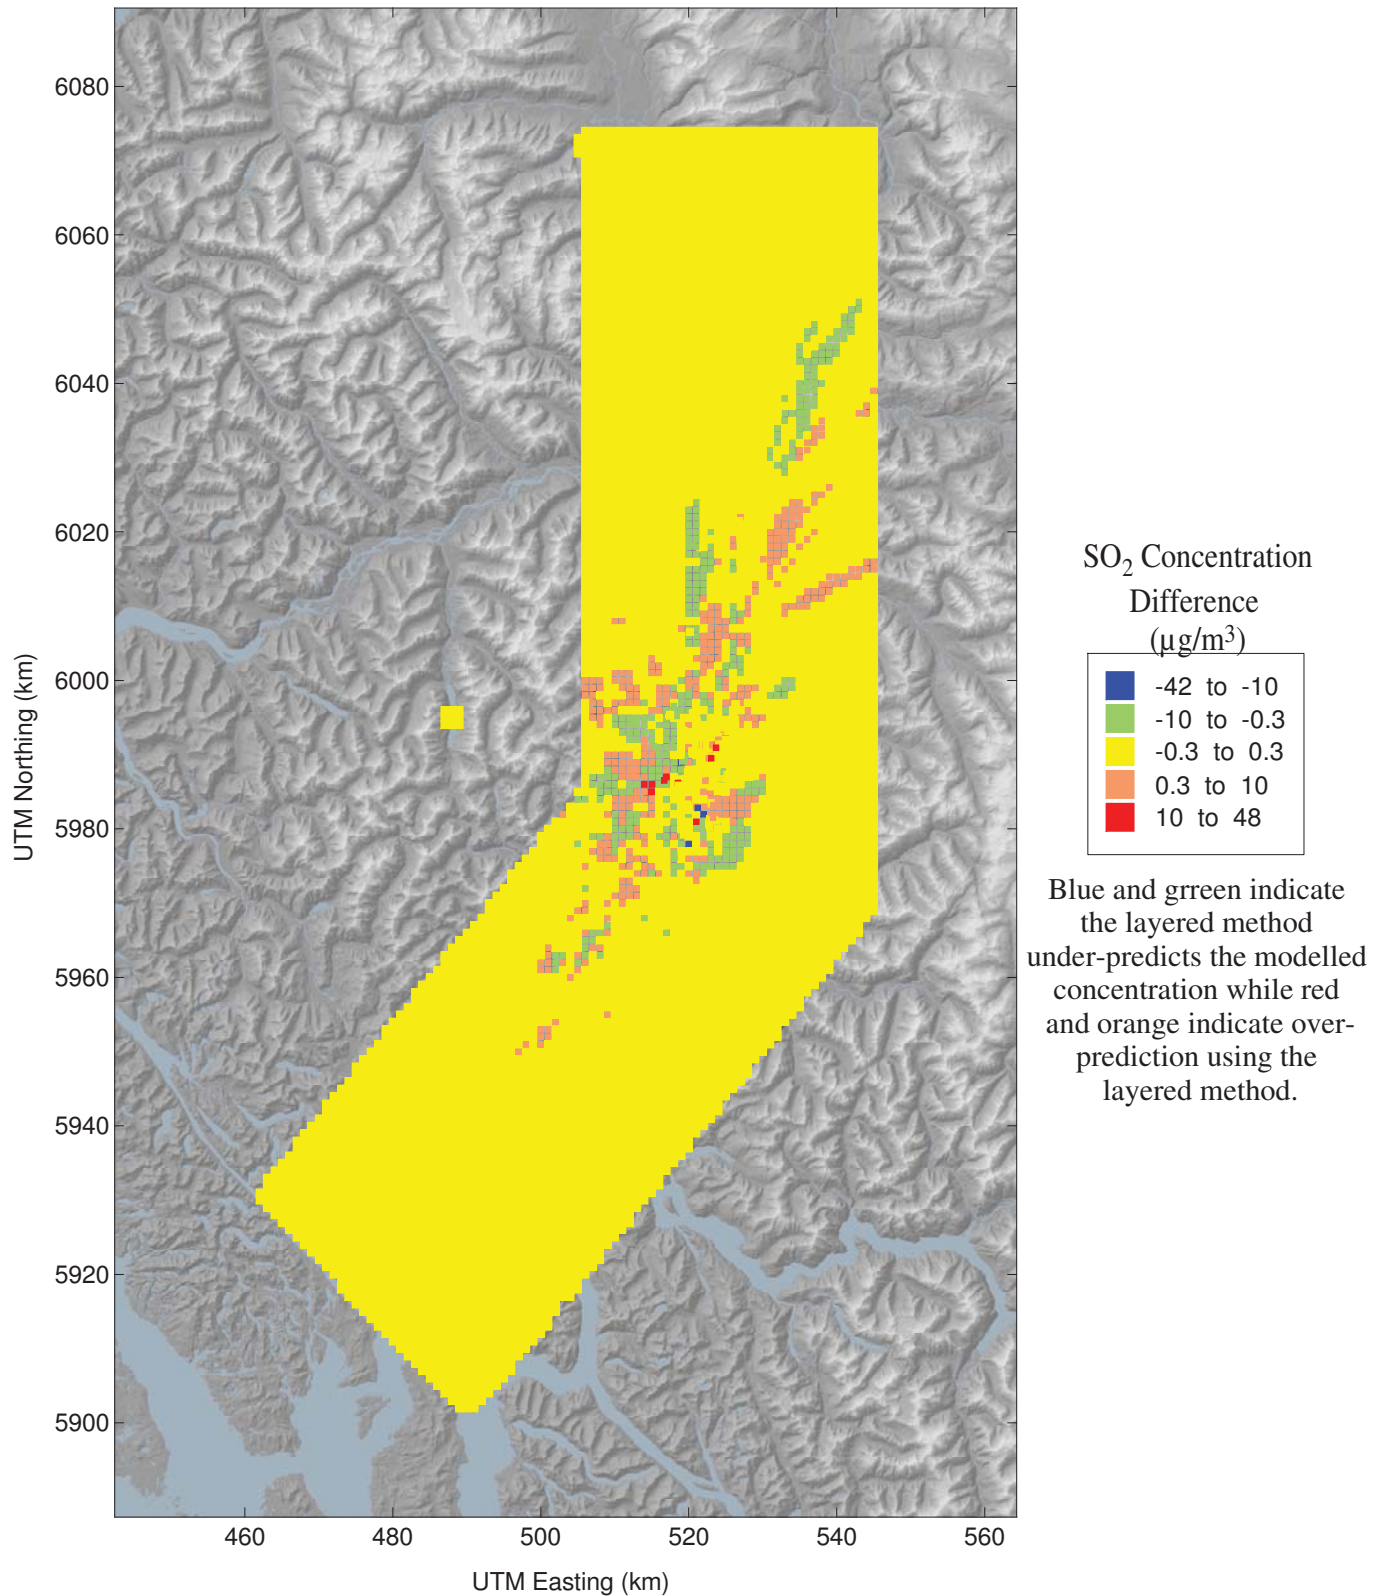 6080
6060
6040
6020
6000
5980
5960
5940
5920
5900
UTM Northing (km)
460 480 500 520 540 560
UTM Easting (km)
SO2 Concentration
Difference
(µg/m3)
-42 to -10
-10 to -0.3
-0.3 to 0.3
0.3 to 10
10 to 48
Blue and grreen indicate
the layered method
under-predicts the modelled
concentration while red
and orange indicate over-
prediction using the
layered method.